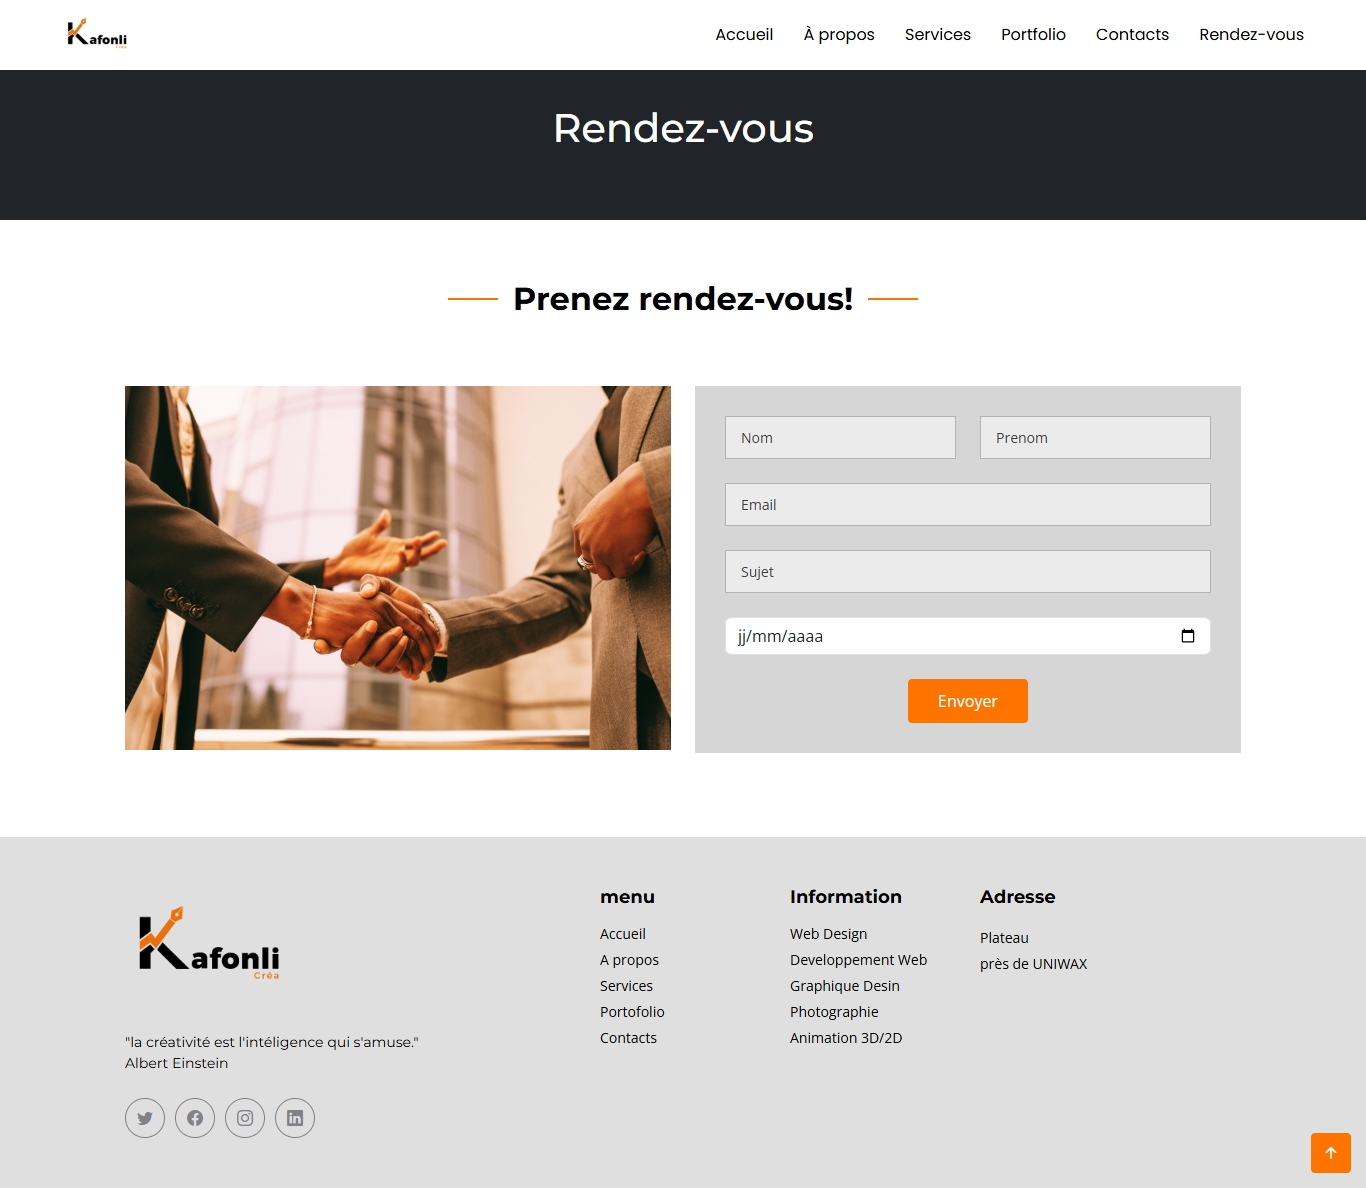 Kafonli
Créa
Accueil À propos Services Portfolio Contacts Rendez-vous
Rendez-vous
Prenez rendez-vous!
Nom Prenom
Email
Sujet
jj/mm/aaaa
Envoyer
Kafonli
Créa
"la créativité est l'intéligence qui s'amuse."
Albert Einstein
menu
Accueil
A propos
Services
Portofolio
Contacts
Information
Web Design
Developpement Web
Graphique Desin
Photographie
Animation 3D/2D
Adresse
Plateau
près de UNIWAX